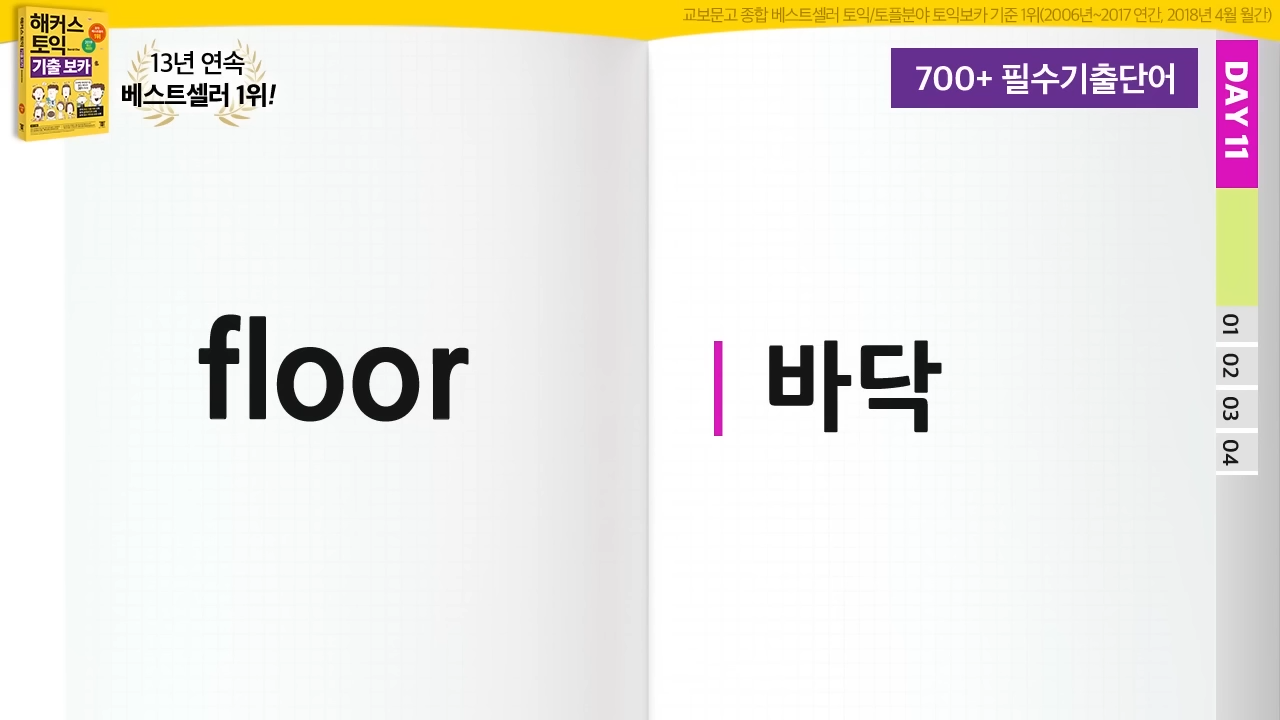 교보문고 종합 베스트셀러 토익/토플분야 토익보카 기준 1위(2006년~2017 연간, 2018년 4월 월간)
해커스
토익
기출 보카
13년 연속
베스트셀러 1위!
700+ 필수기출단어
DAY 11
floor
바닥
01
02
03
04